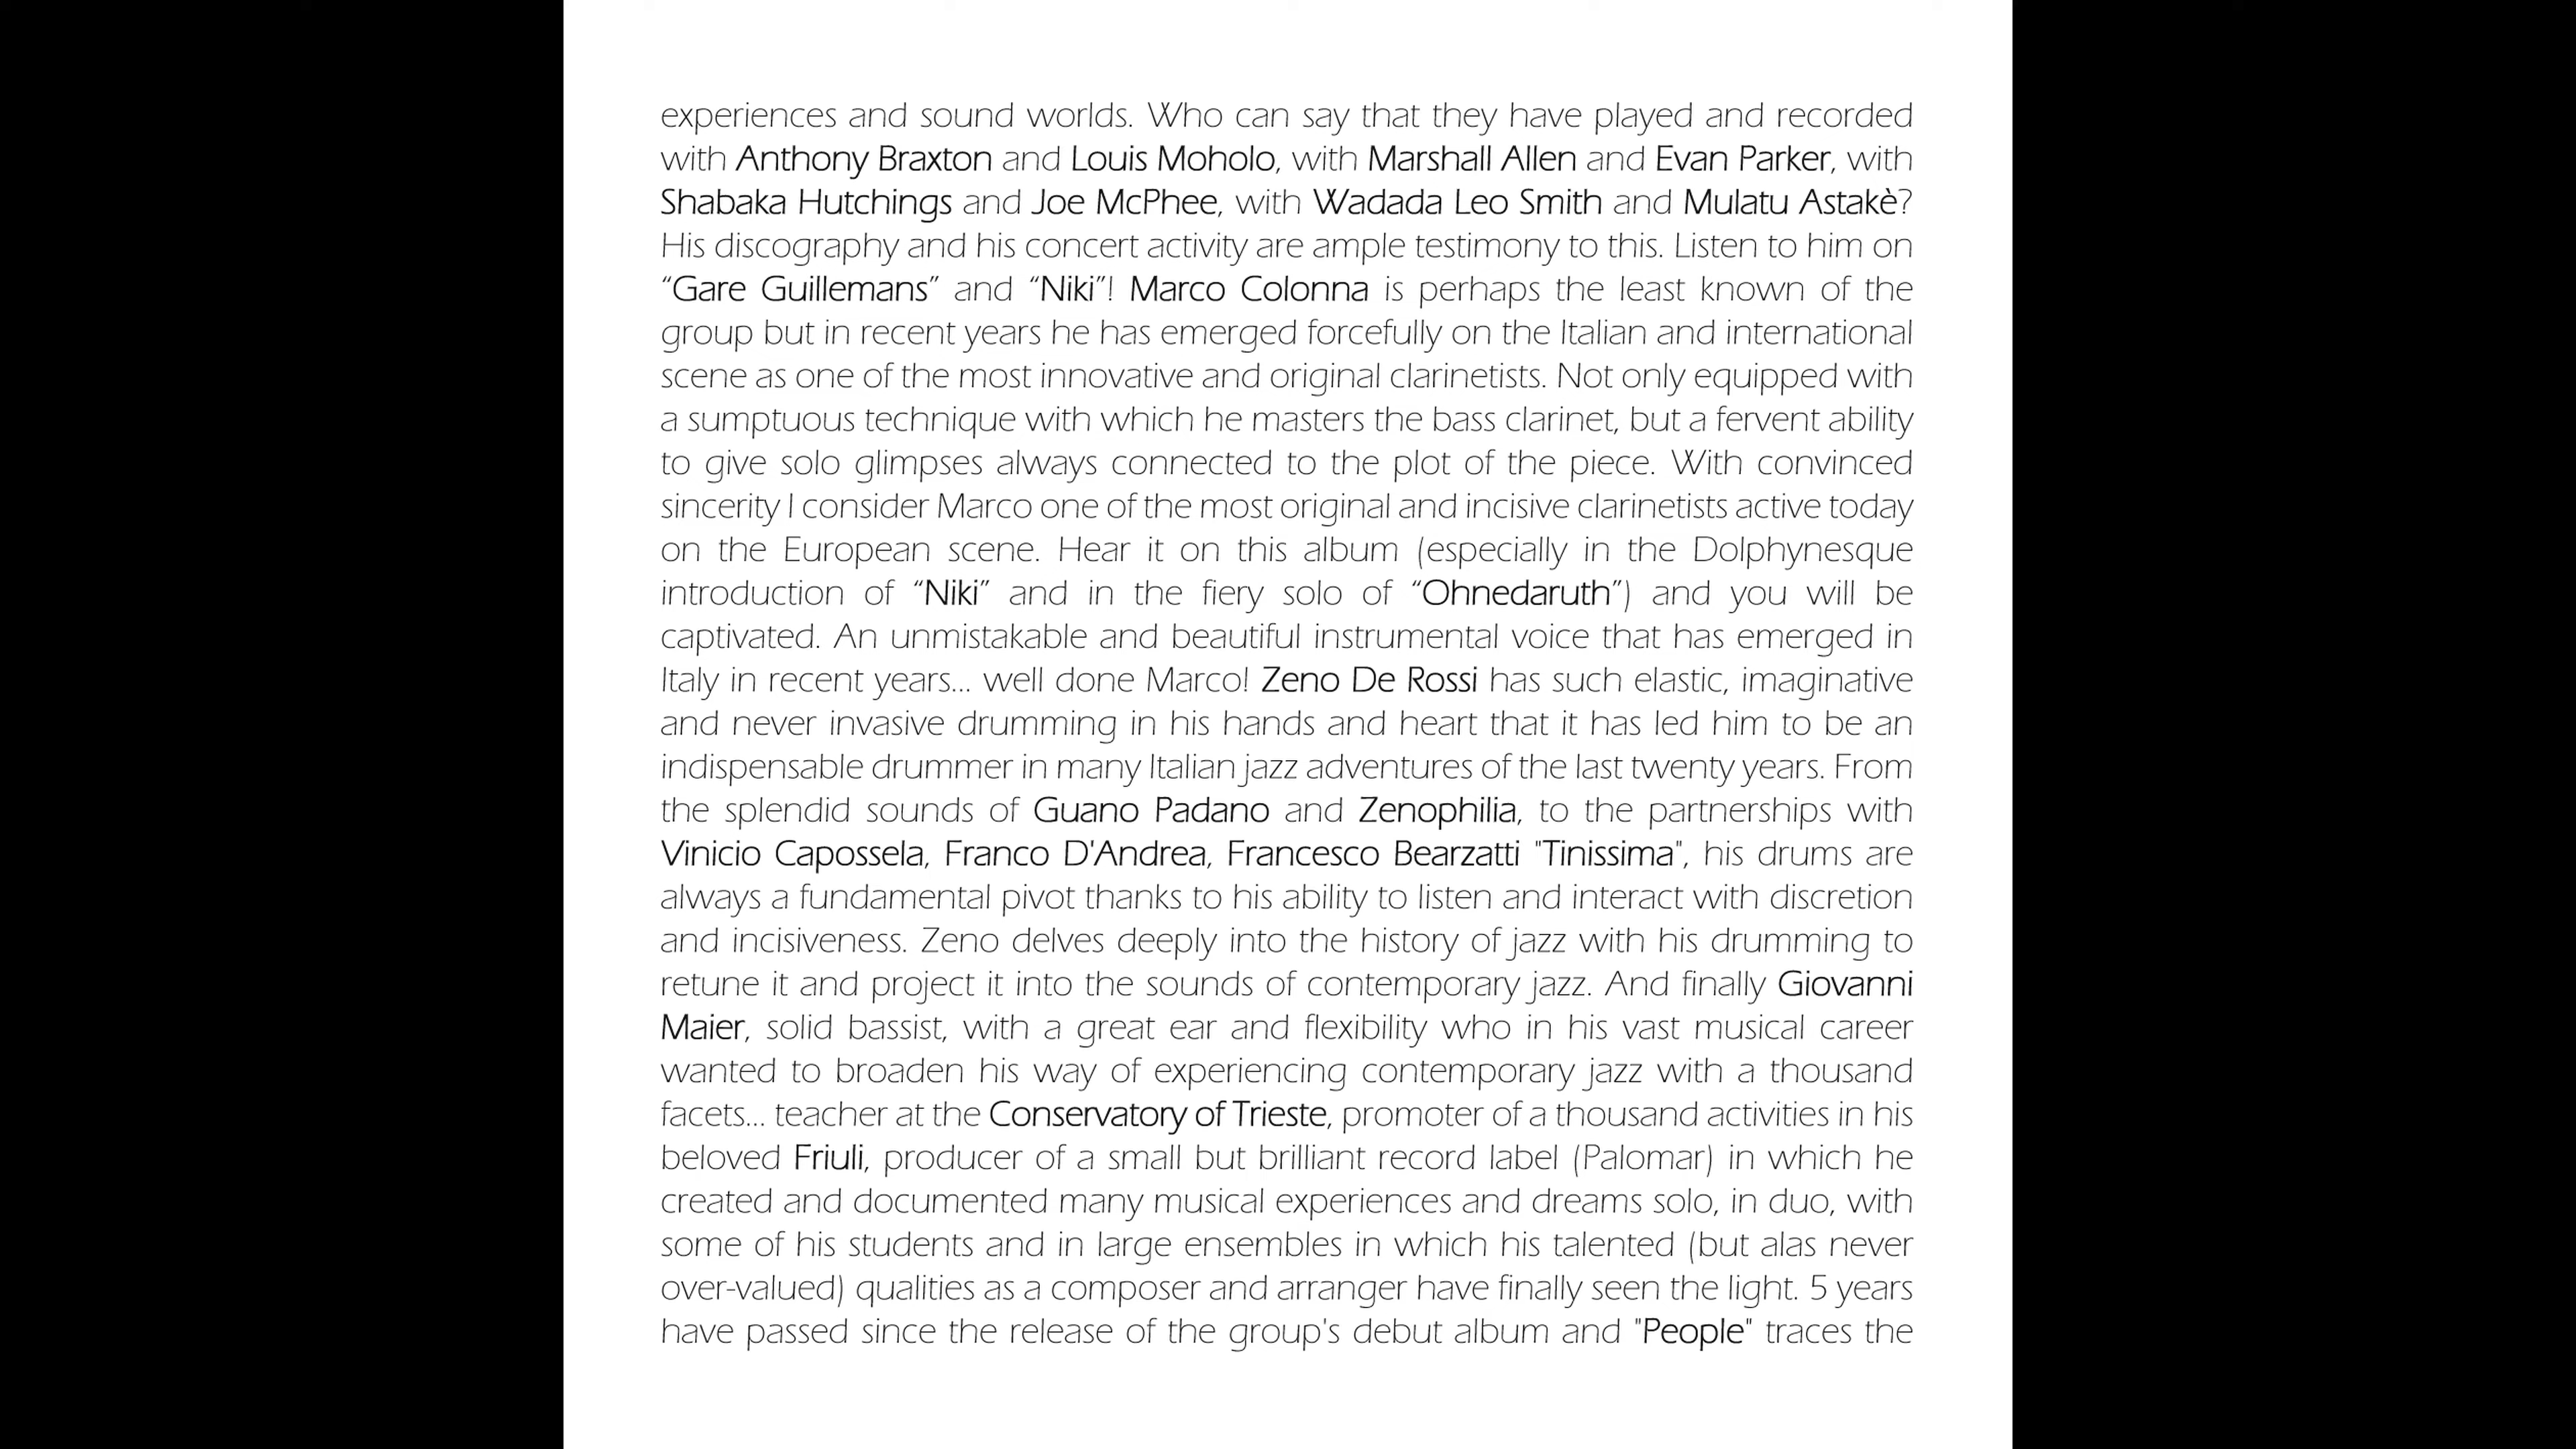 experiences and sound worlds. Who can say that they have played and recorded
with Anthony Braxton and Louis Moholo, with Marshall Allen and Evan Parker, with
Shabaka Hutchings and Joe McPhee, with Wadada Leo Smith and Mulatu Astakè?
His discography and his concert activity are ample testimony to this. Listen to him on
“Gare Guillemans” and “Niki”! Marco Colonna is perhaps the least known of the
group but in recent years he has emerged forcefully on the Italian and international
scene as one of the most innovative and original clarinetists. Not only equipped with
a sumptuous technique with which he masters the bass clarinet, but a fervent ability
to give solo glimpses always connected to the plot of the piece. With convinced
sincerity I consider Marco one of the most original and incisive clarinetists active today
on the European scene. Hear it on this album (especially in the Dolphynesque
introduction of “Niki” and in the fiery solo of “Ohnedaruth”) and you will be
captivated. An unmistakable and beautiful instrumental voice that has emerged in
Italy in recent years... well done Marco! Zeno De Rossi has such elastic, imaginative
and never invasive drumming in his hands and heart that it has led him to be an
indispensable drummer in many Italian jazz adventures of the last twenty years. From
the splendid sounds of Guano Padano and Zenophilia, to the partnerships with
Vinicio Capossela, Franco D'Andrea, Francesco Bearzatti "Tinissima", his drums are
always a fundamental pivot thanks to his ability to listen and interact with discretion
and incisiveness. Zeno delves deeply into the history of jazz with his drumming to
retune it and project it into the sounds of contemporary jazz. And finally Giovanni
Maier, solid bassist, with a great ear and flexibility who in his vast musical career
wanted to broaden his way of experiencing contemporary jazz with a thousand
facets... teacher at the Conservatory of Trieste, promoter of a thousand activities in his
beloved Friuli, producer of a small but brilliant record label (Palomar) in which he
created and documented many musical experiences and dreams solo, in duo, with
some of his students and in large ensembles in which his talented (but alas never
over-valued) qualities as a composer and arranger have finally seen the light. 5 years
have passed since the release of the group's debut album and "People" traces the